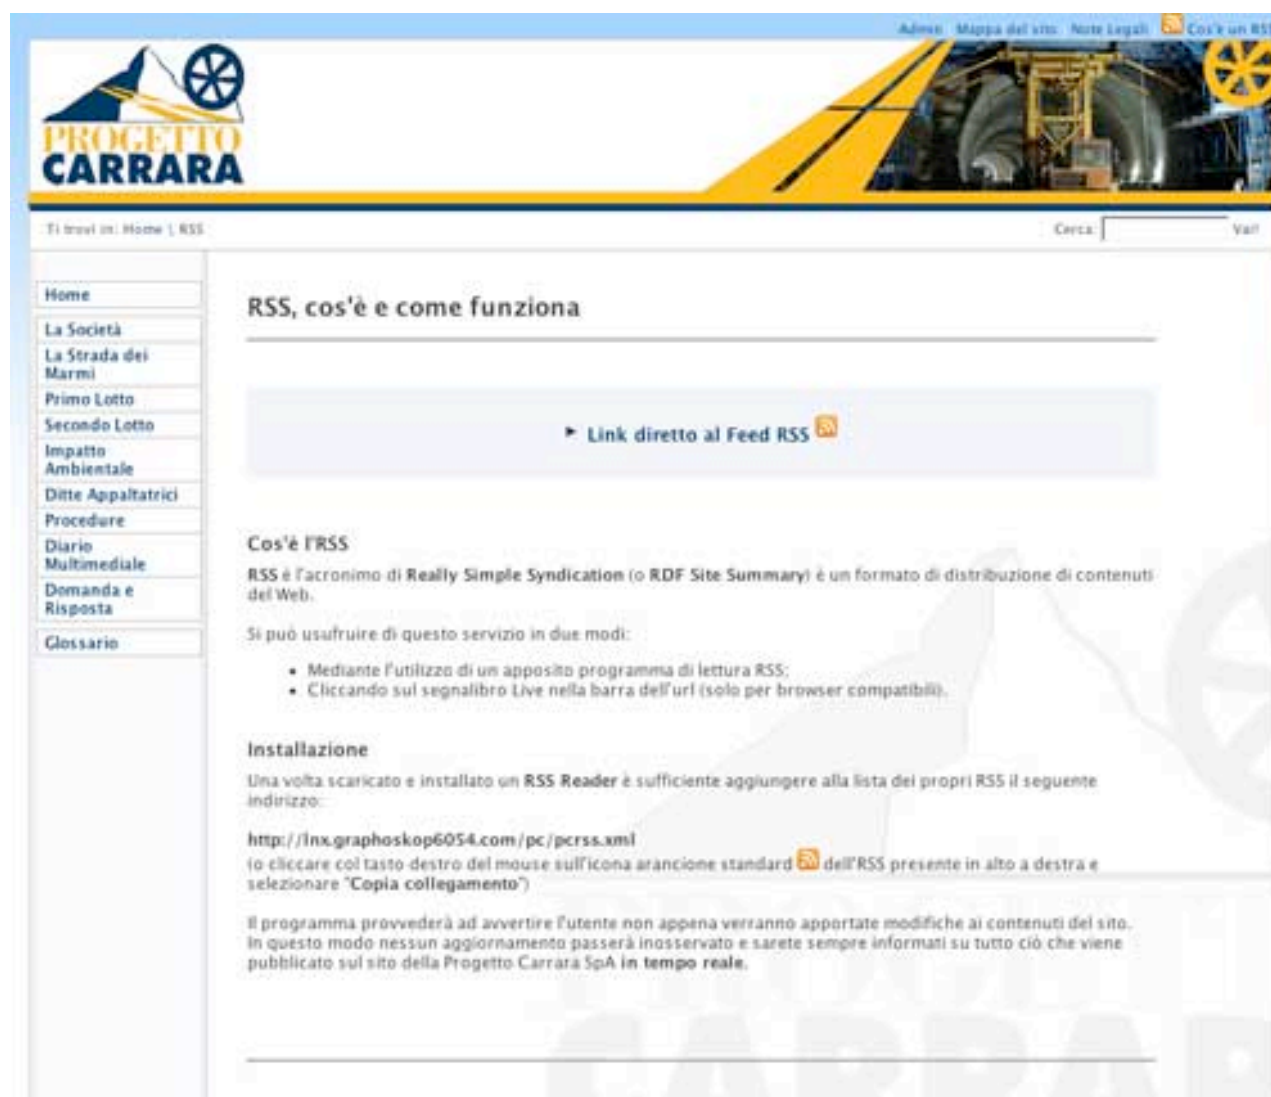 Admin Mappa del sito Note Legali Cos'è un RSS
PROGETTO
CARRARA
Ti trovi in: Home | RSS
Cerca: Vai!
Home
La Società
La Strada dei
Marmi
Primo Lotto
Secondo Lotto
Impatto
Ambientale
Ditte Appaltatrici
Procedure
Diario
Multimediale
Domanda e
Risposta
Glossario
RSS, cos'è e come funziona
Link diretto al Feed RSS
Cos'è l'RSS
RSS è l'acronimo di Really Simple Syndication (o RDF Site Summary) è un formato di distribuzione di contenuti
del Web.
Si può usufruire di questo servizio in due modi:
• Mediante l'utilizzo di un apposito programma di lettura RSS;
• Cliccando sul segnalibro Live nella barra dell'url (solo per browser compatibili).
Installazione
Una volta scaricato e installato un RSS Reader è sufficiente aggiungere alla lista dei propri RSS il seguente
indirizzo:
http://lnx.graphoskop6054.com/pc/pcrss.xml
(o cliccare col tasto destro del mouse sull'icona arancione standard dell'RSS presente in alto a destra e
selezionare "Copia collegamento")
Il programma provvederà ad avvertire l'utente non appena verranno apportate modifiche ai contenuti del sito.
In questo modo nessun aggiornamento passerà inosservato e sarete sempre informati su tutto ciò che viene
pubblicato sul sito della Progetto Carrara SpA in tempo reale.